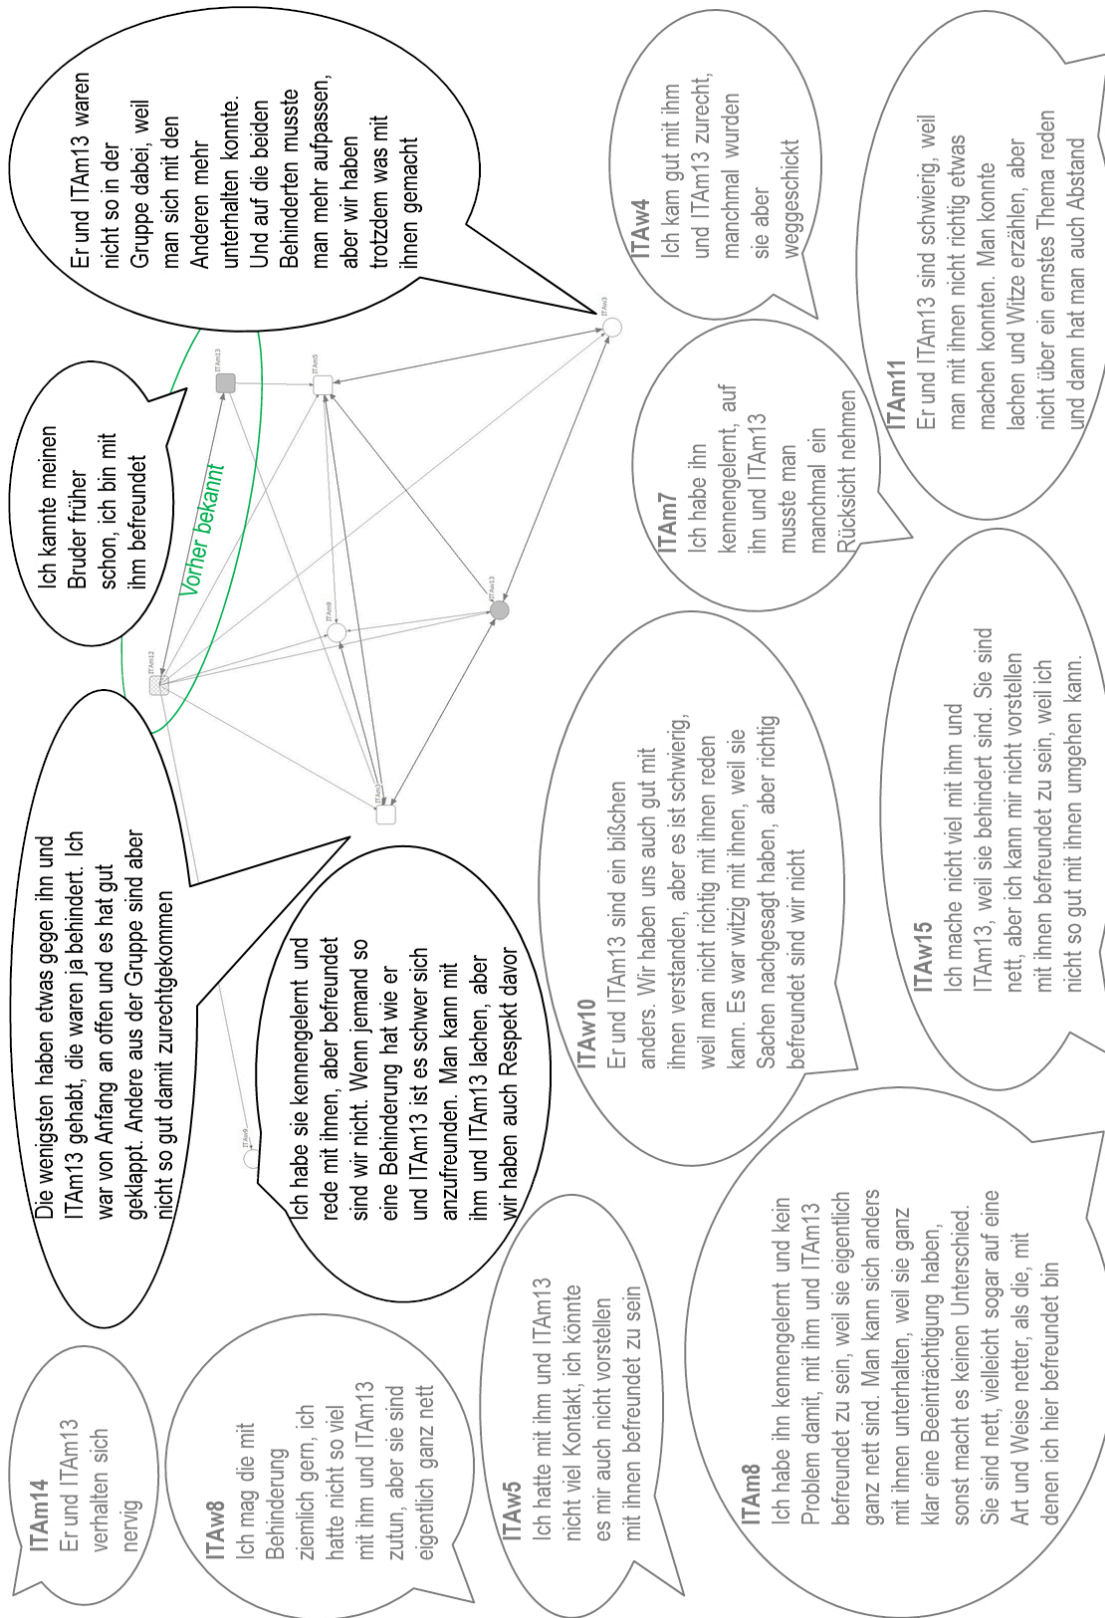 ITAm14
Er und ITAm13
verhalten sich
nervig
Die wenigsten haben etwas gegen ihn und
ITAm13 gehabt, die waren ja behindert. Ich
war von Anfang an offen und es hat gut
geklappt. Andere aus der Gruppe sind aber
nicht so gut damit zurechtgekommen
Ich kannte meinen
Bruder früher
schon, ich bin mit
ihm befreundet
Er und ITAm13 waren
nicht so in der
Gruppe dabei, weil
man sich mit den
Anderen mehr
unterhalten konnte.
Und auf die beiden
Behinderten musste
man mehr aufpassen,
aber wir haben
trotzdem was mit
ihnen gemacht
ITAm12
Vorher bekannt
ITAm13
ITAm5
ITAw3
ITAw13
ITAw9
ITAw8
Ich mag die mit
Behinderung
ziemlich gern, ich
hatte nicht so viel
mit ihm und ITAm13
zutun, aber sie sind
eigentlich ganz nett
Ich habe sie kennengelernt und
rede mit ihnen, aber befreundet
sind wir nicht. Wenn jemand so
eine Behinderung hat wie er
und ITAm13 ist es schwer sich
anzufreunden. Man kann mit
ihm und ITAm13 lachen, aber
wir haben auch Respekt davor
ITAw5
Ich hatte mit ihm und ITAm13
nicht viel Kontakt, ich könnte
es mir auch nicht vorstellen
mit ihnen befreundet zu sein
ITAw10
Er und ITAm13 sind ein bißchen
anders. Wir haben uns auch gut mit
ihnen verstanden, aber es ist schwierig,
weil man nicht richtig mit ihnen reden
kann. Es war witzig mit ihnen, weil sie
Sachen nachgesagt haben, aber richtig
befreundet sind wir nicht
ITAm7
Ich habe ihn
kennengelernt, auf
ihn und ITAm13
musste man
manchmal ein
Rücksicht nehmen
ITAw4
Ich kam gut mit ihm
und ITAm13 zurecht,
manchmal wurden
sie aber
weggeschickt
ITAm8
Ich habe ihn kennengelernt und kein
Problem damit, mit ihm und ITAm13
befreundet zu sein, weil sie eigentlich
ganz nett sind. Man kann sich anders
mit ihnen unterhalten, weil sie ganz
klar eine Beeinträchtigung haben,
sonst macht es keinen Unterschied.
Sie sind nett, vielleicht sogar auf eine
Art und Weise netter, als die, mit
denen ich hier befreundet bin
ITAw15
Ich mache nicht viel mit ihm und
ITAm13, weil sie behindert sind. Sie sind
nett, aber ich kann mir nicht vorstellen
mit ihnen befreundet zu sein, weil ich
nicht so gut mit ihnen umgehen kann.
ITAm11
Er und ITAm13 sind schwierig, weil
man mit ihnen nicht richtig etwas
machen konnten. Man konnte
lachen und Witze erzählen, aber
nicht über ein ernstes Thema reden
und dann hat man auch Abstand